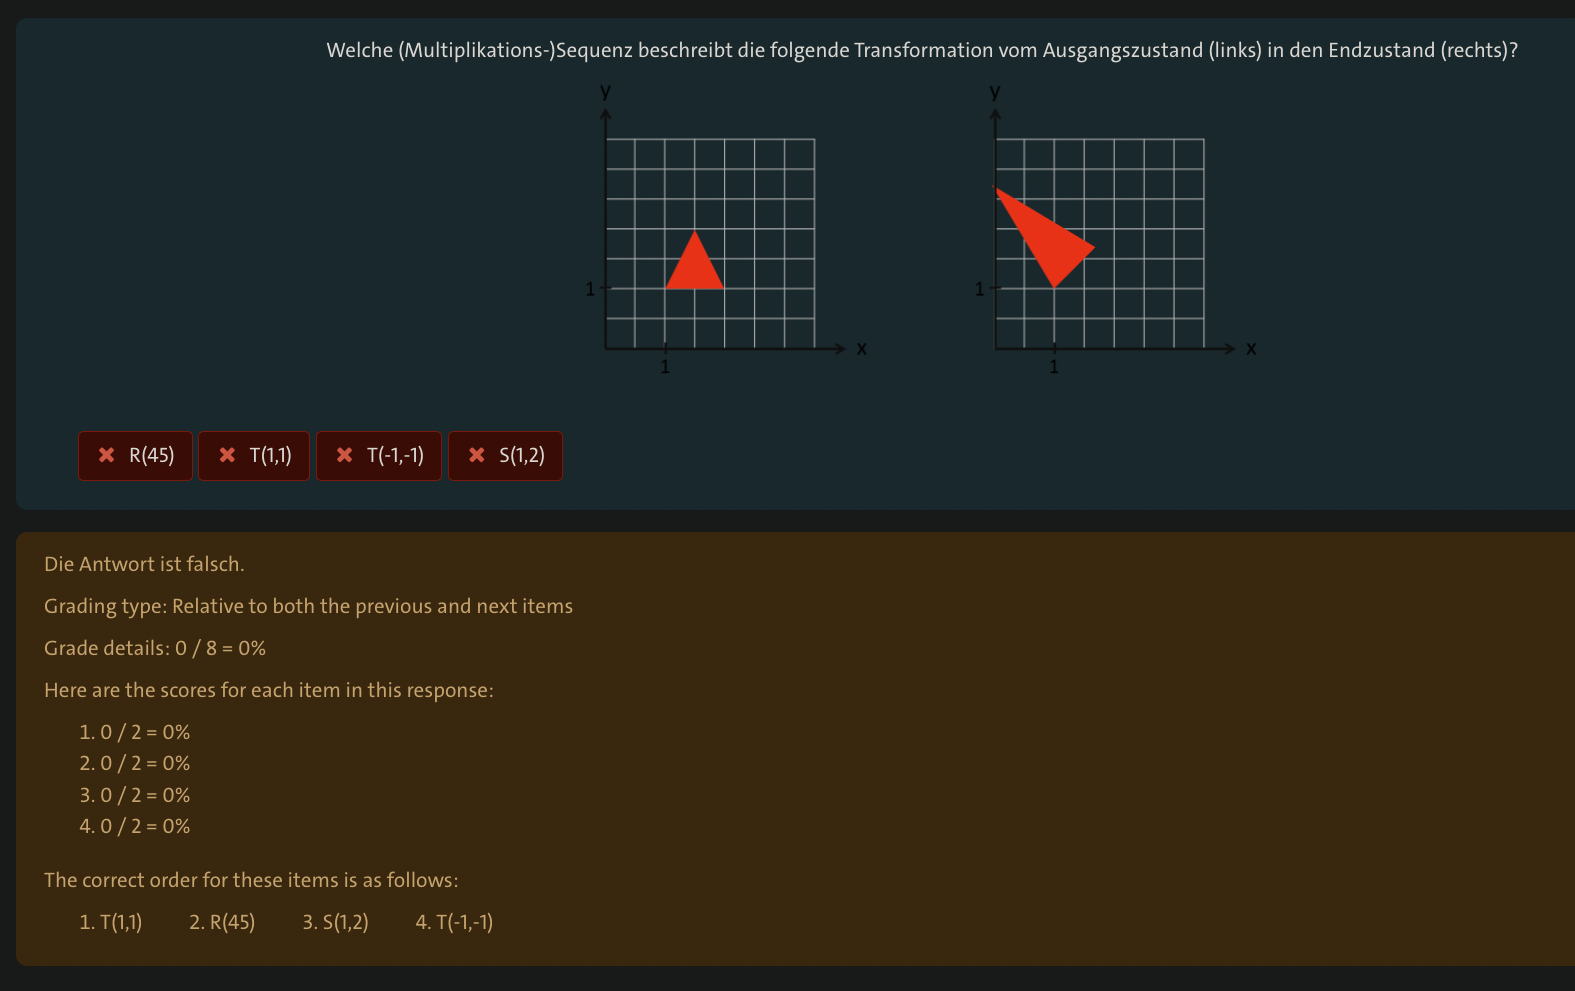 Welche (Multiplikations-)Sequenz beschreibt die folgende Transformation vom Ausgangszustand (links) in den Endzustand (rechts)?
y y
1 1
x x
1 1
✖ R(45) ✖ T(1,1) ✖ T(-1,-1) ✖ S(1,2)
Die Antwort ist falsch.
Grading type: Relative to both the previous and next items
Grade details: 0 / 8 = 0%
Here are the scores for each item in this response:
1. 0 / 2 = 0%
2. 0 / 2 = 0%
3. 0 / 2 = 0%
4. 0 / 2 = 0%
The correct order for these items is as follows:
1. T(1,1) 2. R(45) 3. S(1,2) 4. T(-1,-1)